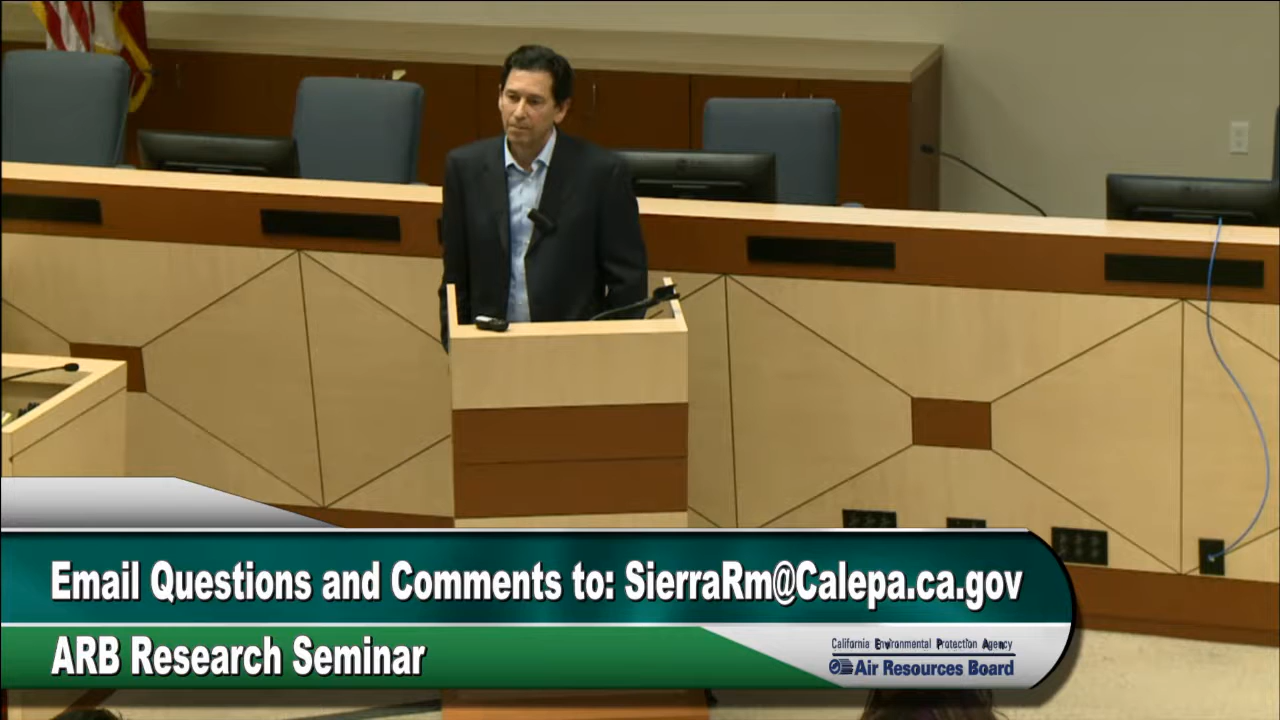 Email Questions and Comments to: SierraRm@Calepa.ca.gov
ARB Research Seminar
California Environmental Protection Agency
Air Resources Board